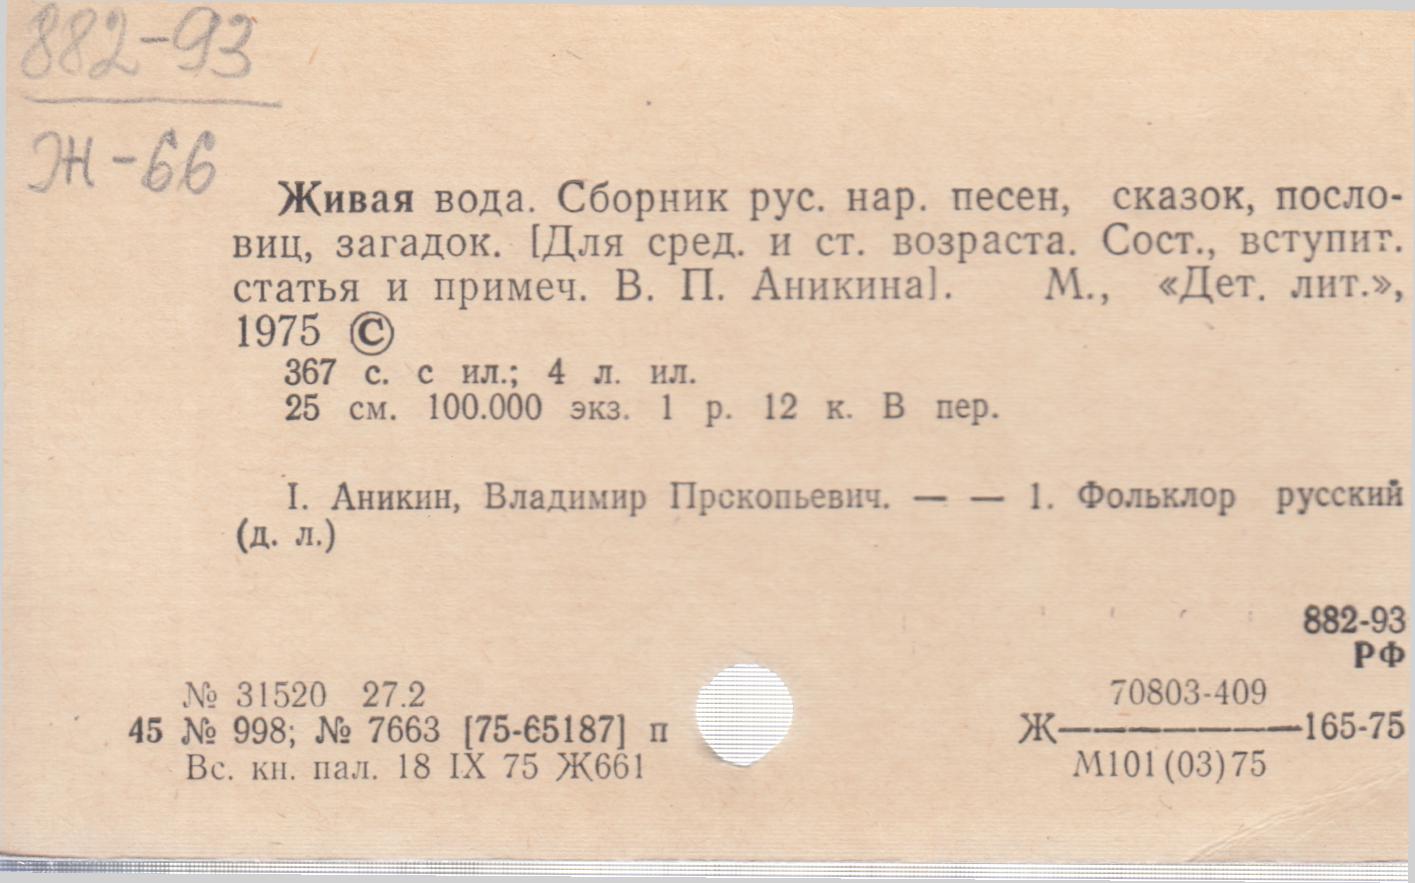 882-93
Ж-66
Живая вода. Сборник рус. нар. песен, сказок, посло-
виц, загадок. [Для сред. и ст. возраста. Сост., вступит.
статья и примеч. В. П. Аникина]. М., «Дет. лит.»,
1975 ©
367 с. с ил.; 4 л. ил.
25 см. 100.000 экз. 1 р. 12 к. В пер.
I. Аникин, Владимир Прокопьевич. — — 1. Фольклор русский
(д. л.)
882-93
РФ
№ 31520 27.2
45 № 998; № 7663 [75-65187] п
Вс. кн. пал. 18 IX 75 Ж661
70803-409
Ж———————165-75
М101(03)75